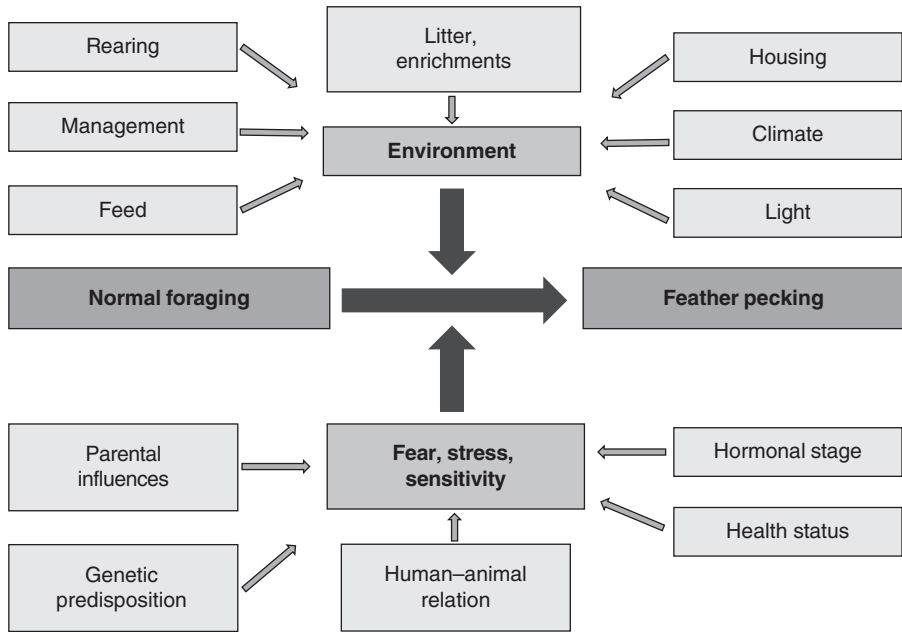 Rearing
Litter,
enrichments
Housing
Management
Environment
Climate
Feed
Light
Normal foraging
Feather pecking
Parental
influences
Fear, stress,
sensitivity
Hormonal stage
Health status
Genetic
predisposition
Human–animal
relation